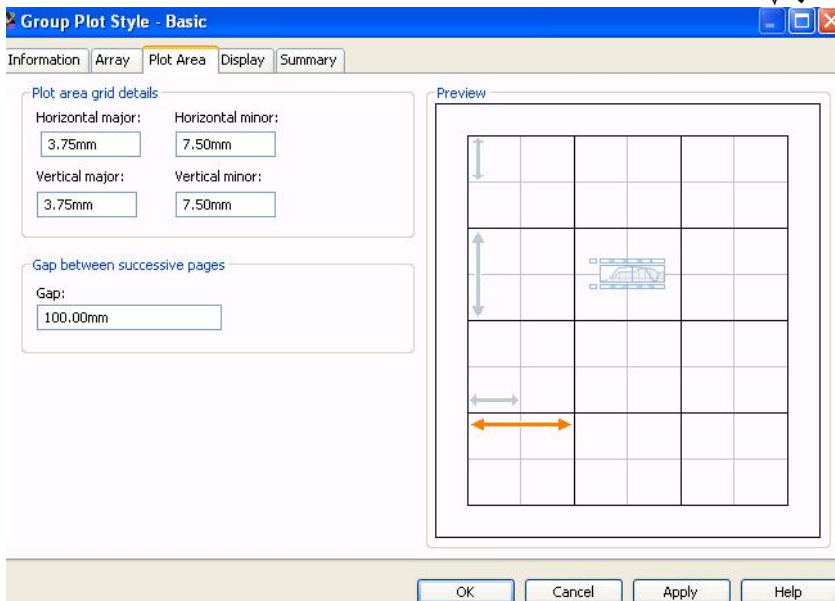 Group Plot Style - Basic
Information Array Plot Area Display Summary
Plot area grid details
Horizontal major: Horizontal minor:
3.75mm 7.50mm
Vertical major: Vertical minor:
3.75mm 7.50mm
Gap between successive pages
Gap:
100.00mm
Preview
OK Cancel Apply Help